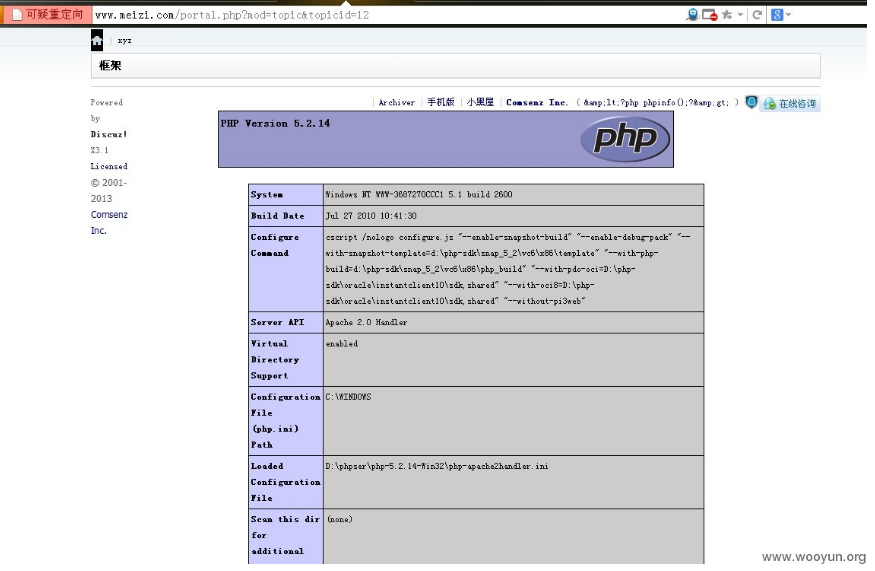 可疑重定向 www.meizi.com/portal.php?mod=topic&topicid=12
xyz
框架
Archiver | 手机版 | 小黑屋 | Comsenz Inc. ( &amp;lt;?php phpinfo();?&amp;gt; ) 在线咨询
Powered
by
Discuz!
X3.1
Licensed
© 2001-
2013
Comsenz
Inc.
PHP Version 5.2.14
php
System
Windows NT WWW-3687270CCC1 5.1 build 2600
Build Date
Jul 27 2010 10:41:30
Configure
Command
cscript /nologo configure.js "--enable-snapshot-build" "--enable-debug-pack" "--
with-snapshot-template=d:\php-sdk\snap_5_2\vc6\x86\template" "--with-php-
build=d:\php-sdk\snap_5_2\vc6\x86\php_build" "--with-pdo-oci=D:\php-
sdk\oracle\instantclient10\sdk,shared" "--with-oci8=D:\php-
sdk\oracle\instantclient10\sdk,shared" "--without-pi3web"
Server API
Apache 2.0 Handler
Virtual
Directory
Support
enabled
Configuration
File
(php.ini)
Path
C:\WINDOWS
Loaded
Configuration
File
D:\phpser\php-5.2.14-Win32\php-apache2handler.ini
Scan this dir
for
additional
(none)
www.wooyun.org